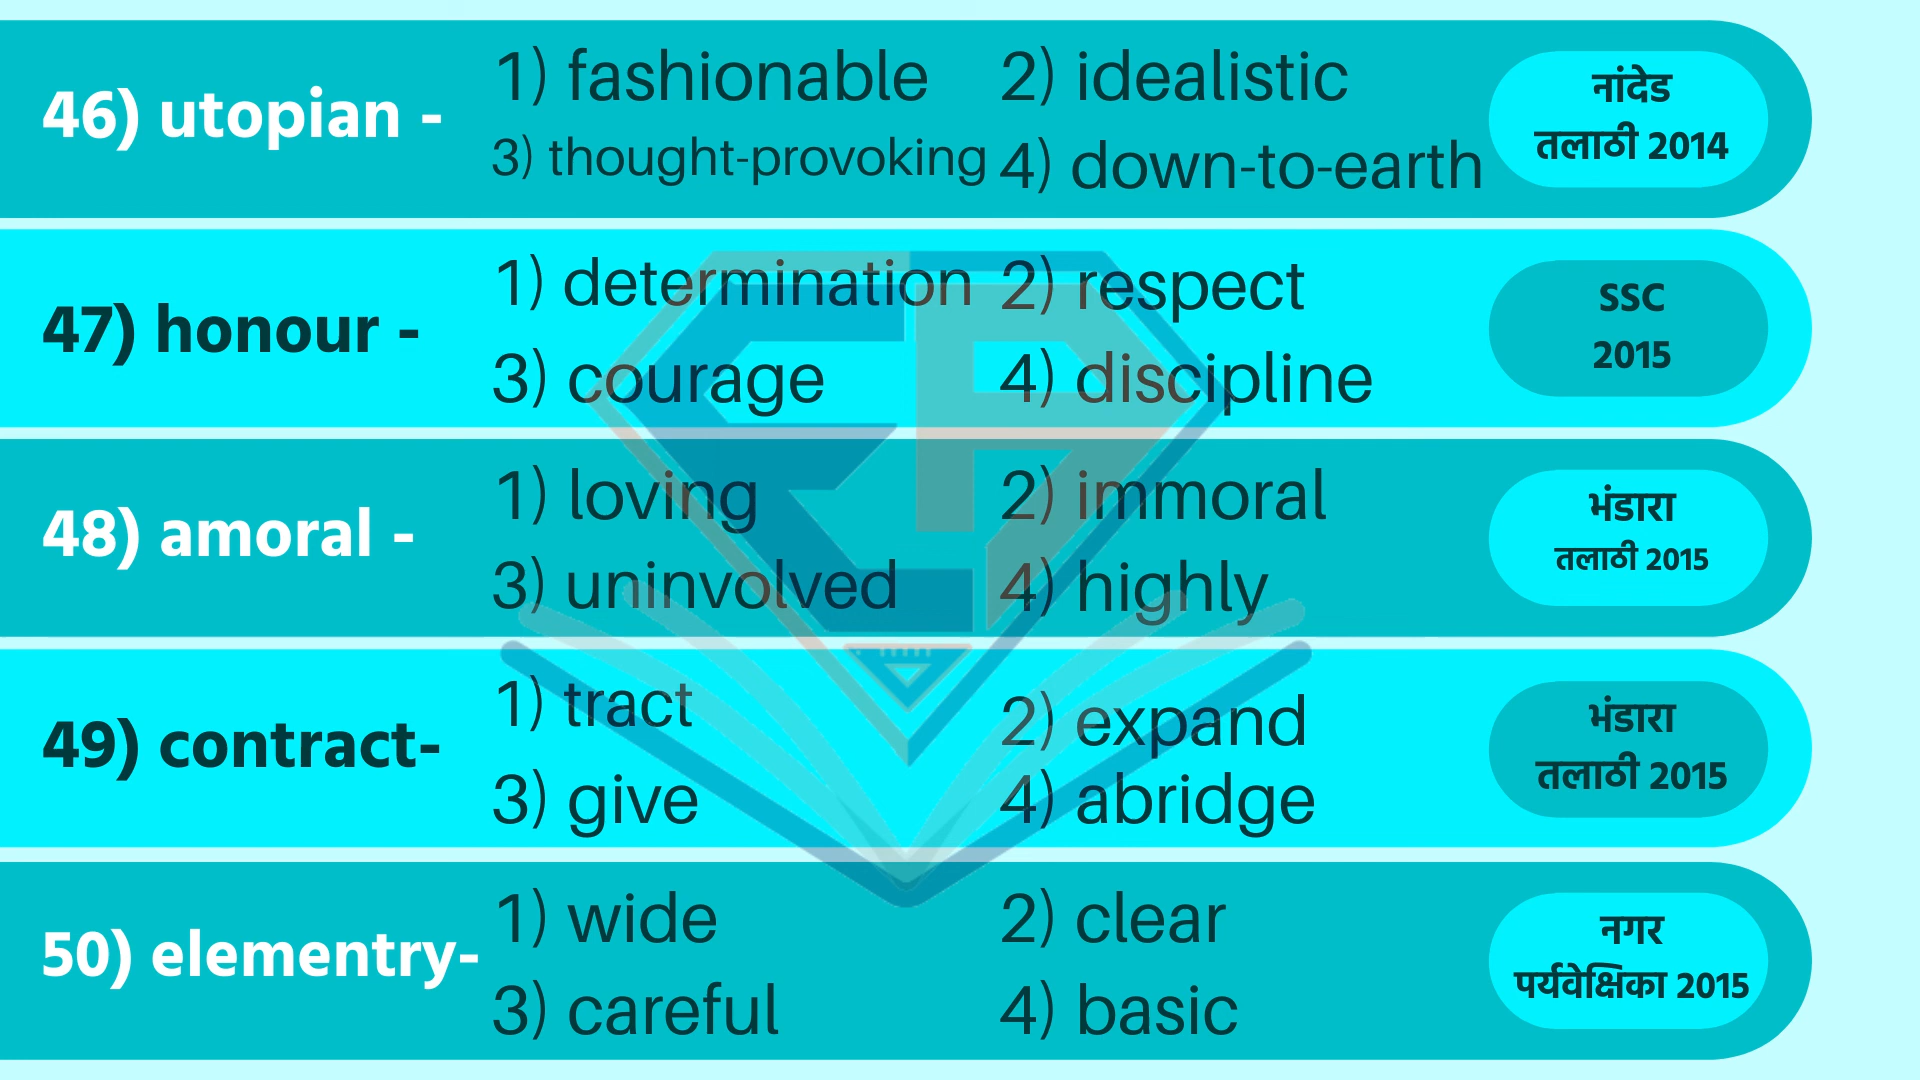 46) utopian -
1) fashionable 2) idealistic
3) thought-provoking 4) down-to-earth
नांदेड
तलाठी 2014
47) honour -
1) determination 2) respect
3) courage 4) discipline
SSC
2015
48) amoral -
1) loving 2) immoral
3) uninvolved 4) highly
भंडारा
तलाठी 2015
49) contract-
1) tract 2) expand
3) give 4) abridge
भंडारा
तलाठी 2015
50) elementry-
1) wide 2) clear
3) careful 4) basic
नगर
पर्यवेक्षिका 2015